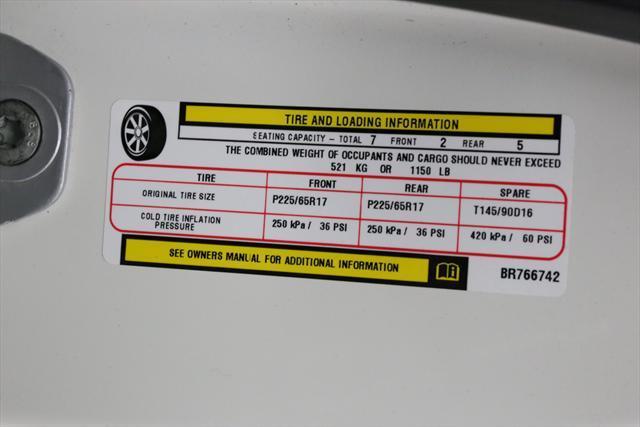 TIRE AND LOADING INFORMATION
SEATING CAPACITY - TOTAL 7 FRONT 2 REAR 5
THE COMBINED WEIGHT OF OCCUPANTS AND CARGO SHOULD NEVER EXCEED
521 KG OR 1150 LB
TIRE FRONT REAR SPARE
ORIGINAL TIRE SIZE P225/65R17 P225/65R17 T145/90D16
COLD TIRE INFLATION
PRESSURE 250 kPa/ 36 PSI 250 kPa/ 36 PSI 420 kPa/ 60 PSI
SEE OWNERS MANUAL FOR ADDITIONAL INFORMATION
BR766742